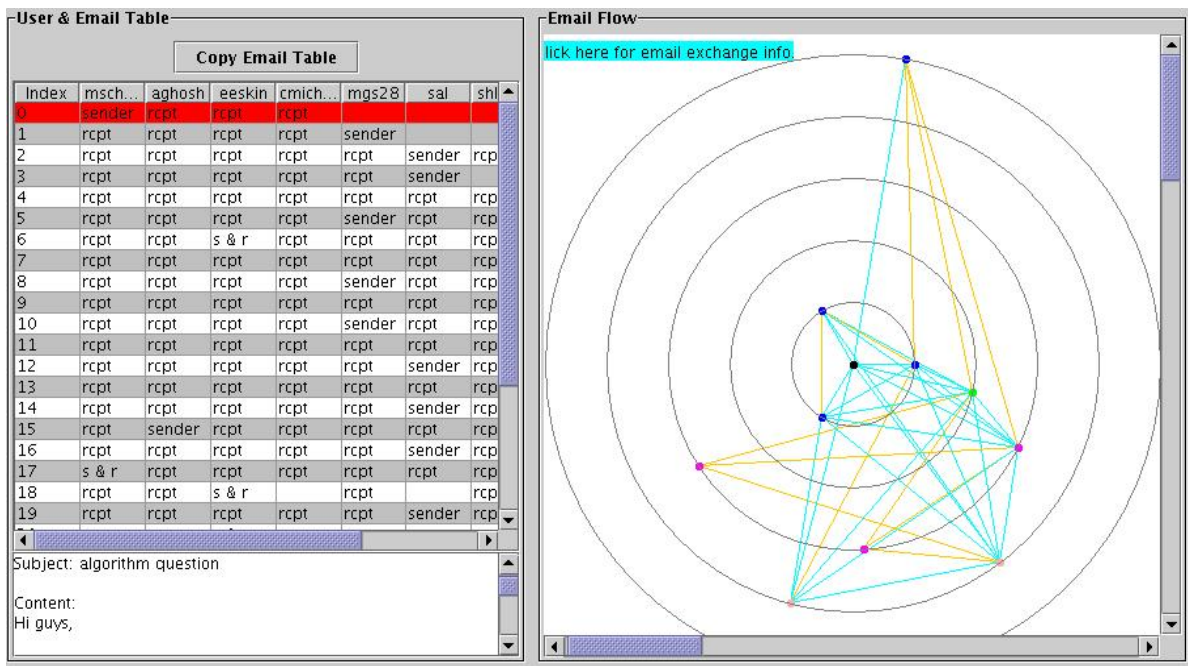 User & Email Table
Copy Email Table
Index msch... aghosh eeskin cmich... mgs28 sal shl
0 sender rcpt rcpt rcpt
1 rcpt rcpt rcpt rcpt sender
2 rcpt rcpt rcpt rcpt rcpt sender rcp
3 rcpt rcpt rcpt rcpt rcpt sender
4 rcpt rcpt rcpt rcpt rcpt rcpt rcp
5 rcpt rcpt rcpt rcpt sender rcpt rcp
6 rcpt rcpt s & r rcpt rcpt rcpt rcp
7 rcpt rcpt rcpt rcpt rcpt rcpt rcp
8 rcpt rcpt rcpt rcpt sender rcpt rcp
9 rcpt rcpt rcpt rcpt rcpt rcpt rcp
10 rcpt rcpt rcpt rcpt sender rcpt rcp
11 rcpt rcpt rcpt rcpt rcpt rcpt rcp
12 rcpt rcpt rcpt rcpt rcpt sender rcp
13 rcpt rcpt rcpt rcpt rcpt rcpt rcp
14 rcpt rcpt rcpt rcpt rcpt sender rcp
15 rcpt sender rcpt rcpt rcpt rcpt rcp
16 rcpt rcpt rcpt rcpt rcpt sender rcp
17 s & r rcpt rcpt rcpt rcpt rcpt rcp
18 rcpt rcpt s & r rcpt rcp
19 rcpt rcpt rcpt rcpt rcpt sender rcp
Subject: algorithm question
Content:
Hi guys,
Email Flow
lick here for email exchange info.